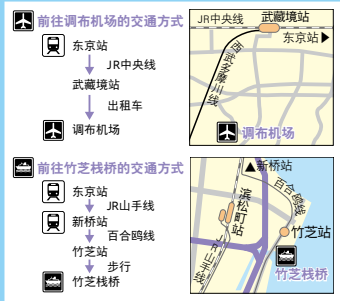 前往调布机场的交通方式
东京站
JR中央线
武藏境站
出租车
调布机场
JR中央线
武藏境站
东京站▶
西武多摩川线
调布机场
前往竹芝栈桥的交通方式
东京站
JR山手线
新桥站
百合鸥线
竹芝站
步行
竹芝栈桥
▲新桥站
百合鸥线
滨松町站
竹芝站
JR山手线
竹芝栈桥